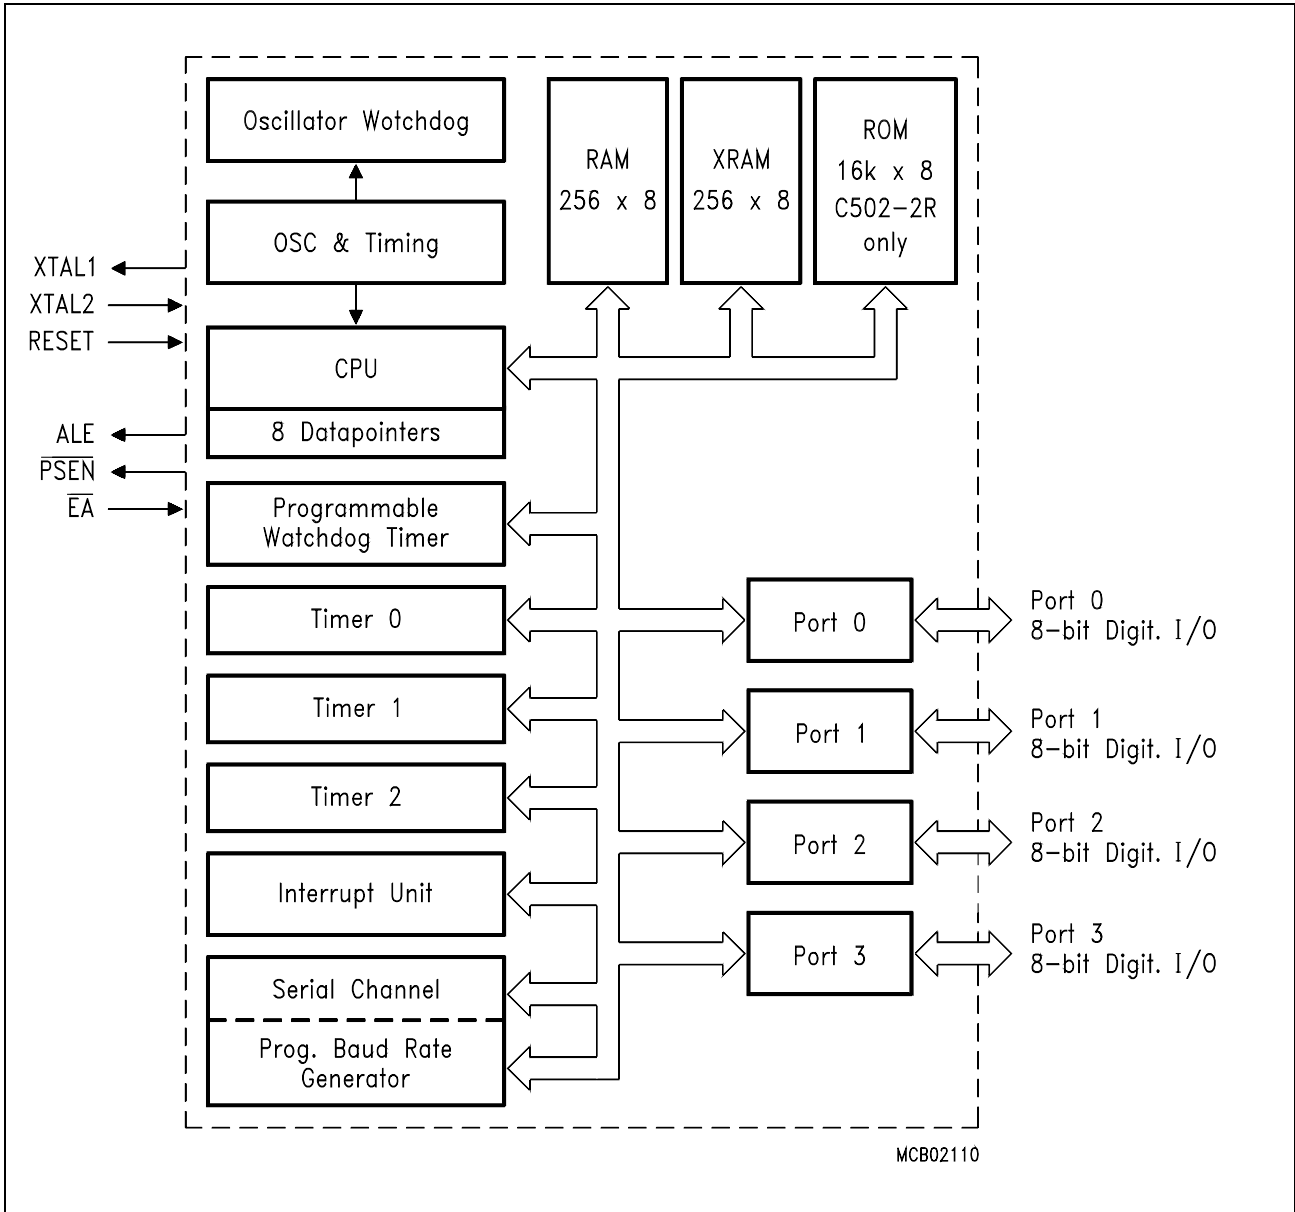 Oscillator Wotchdog
OSC & Timing
XTAL1
XTAL2
RESET
CPU
8 Datapointers
ALE
PSEN
EA
Programmable
Watchdog Timer
Timer 0
Timer 1
Timer 2
Interrupt Unit
Serial Channel
Prog. Baud Rate
Generator
RAM
256 x 8
XRAM
256 x 8
ROM
16k x 8
C502-2R
only
Port 0
Port 0
8-bit Digit. I/O
Port 1
Port 1
8-bit Digit. I/O
Port 2
Port 2
8-bit Digit. I/O
Port 3
Port 3
8-bit Digit. I/O
MCB02110